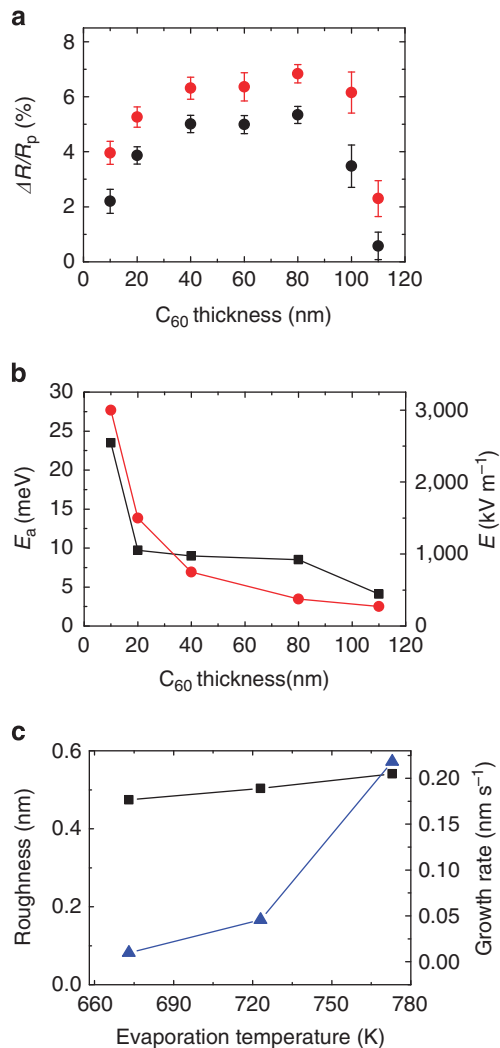 a
8
6
4
2
0
ΔR/Rp (%)
0 20 40 60 80 100 120
C60 thickness (nm)
b
30
25
20
15
10
5
0
Ea (meV)
3,000
2,000
1,000
0
E (kV m−1)
0 20 40 60 80 100 120
C60 thickness(nm)
c
0.6
0.4
0.2
0.0
Roughness (nm)
0.20
0.15
0.10
0.05
0.00
Growth rate (nm s−1)
660 690 720 750 780
Evaporation temperature (K)